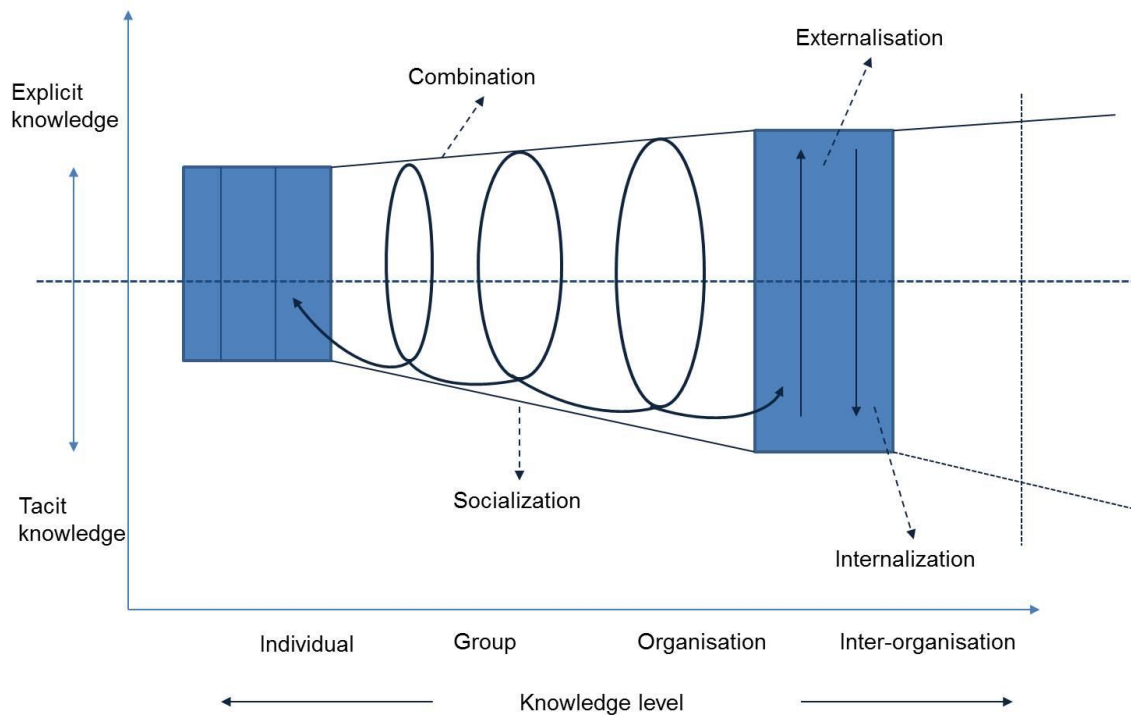 Externalisation
Combination
Explicit
knowledge
Socialization
Tacit
knowledge
Internalization
Individual
Group
Organisation
Inter-organisation
Knowledge level